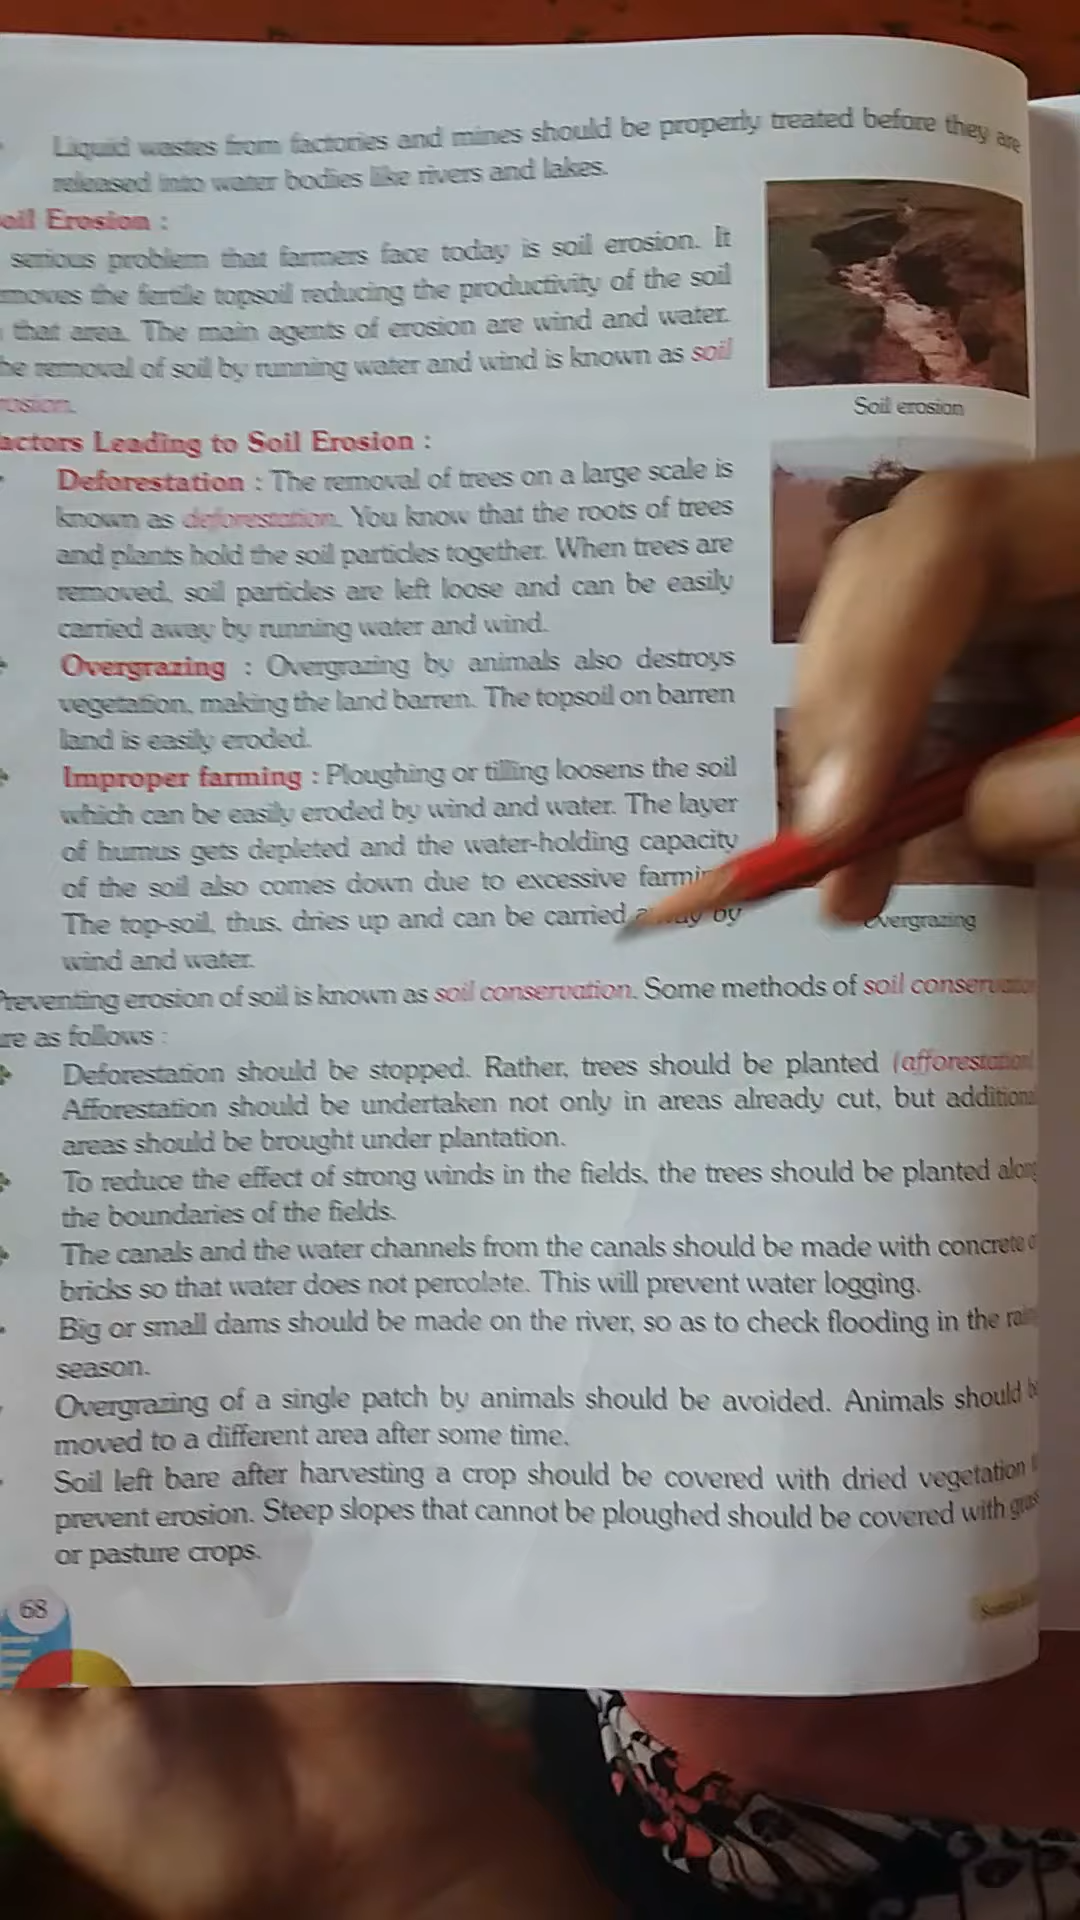 Liquid wastes from factories and mines should be properly treated before they are
released into water bodies like rivers and lakes.
oil Erosion :
serious problem that farmers face today is soil erosion. It
moves the fertile topsoil reducing the productivity of the soil
that area. The main agents of erosion are wind and water.
he removal of soil by running water and wind is known as soil
rosion.
Soil erosion
actors Leading to Soil Erosion :
Deforestation : The removal of trees on a large scale is
known as deforestation. You know that the roots of trees
and plants hold the soil particles together. When trees are
removed, soil particles are left loose and can be easily
carried away by running water and wind.
Overgrazing : Overgrazing by animals also destroys
vegetation, making the land barren. The topsoil on barren
land is easily eroded.
Improper farming : Ploughing or tilling loosens the soil
which can be easily eroded by wind and water. The layer
of humus gets depleted and the water-holding capacity
of the soil also comes down due to excessive farmin
The top-soil, thus, dries up and can be carried away by
wind and water.
Overgrazing
Preventing erosion of soil is known as soil conservation. Some methods of soil conservation
re as follows :
Deforestation should be stopped. Rather, trees should be planted (afforestation)
Afforestation should be undertaken not only in areas already cut, but additional
areas should be brought under plantation.
To reduce the effect of strong winds in the fields, the trees should be planted along
the boundaries of the fields.
The canals and the water channels from the canals should be made with concrete o
bricks so that water does not percolate. This will prevent water logging.
Big or small dams should be made on the river, so as to check flooding in the rain
season.
Overgrazing of a single patch by animals should be avoided. Animals should b
moved to a different area after some time.
Soil left bare after harvesting a crop should be covered with dried vegetation
prevent erosion. Steep slopes that cannot be ploughed should be covered with gras
or pasture crops.
68